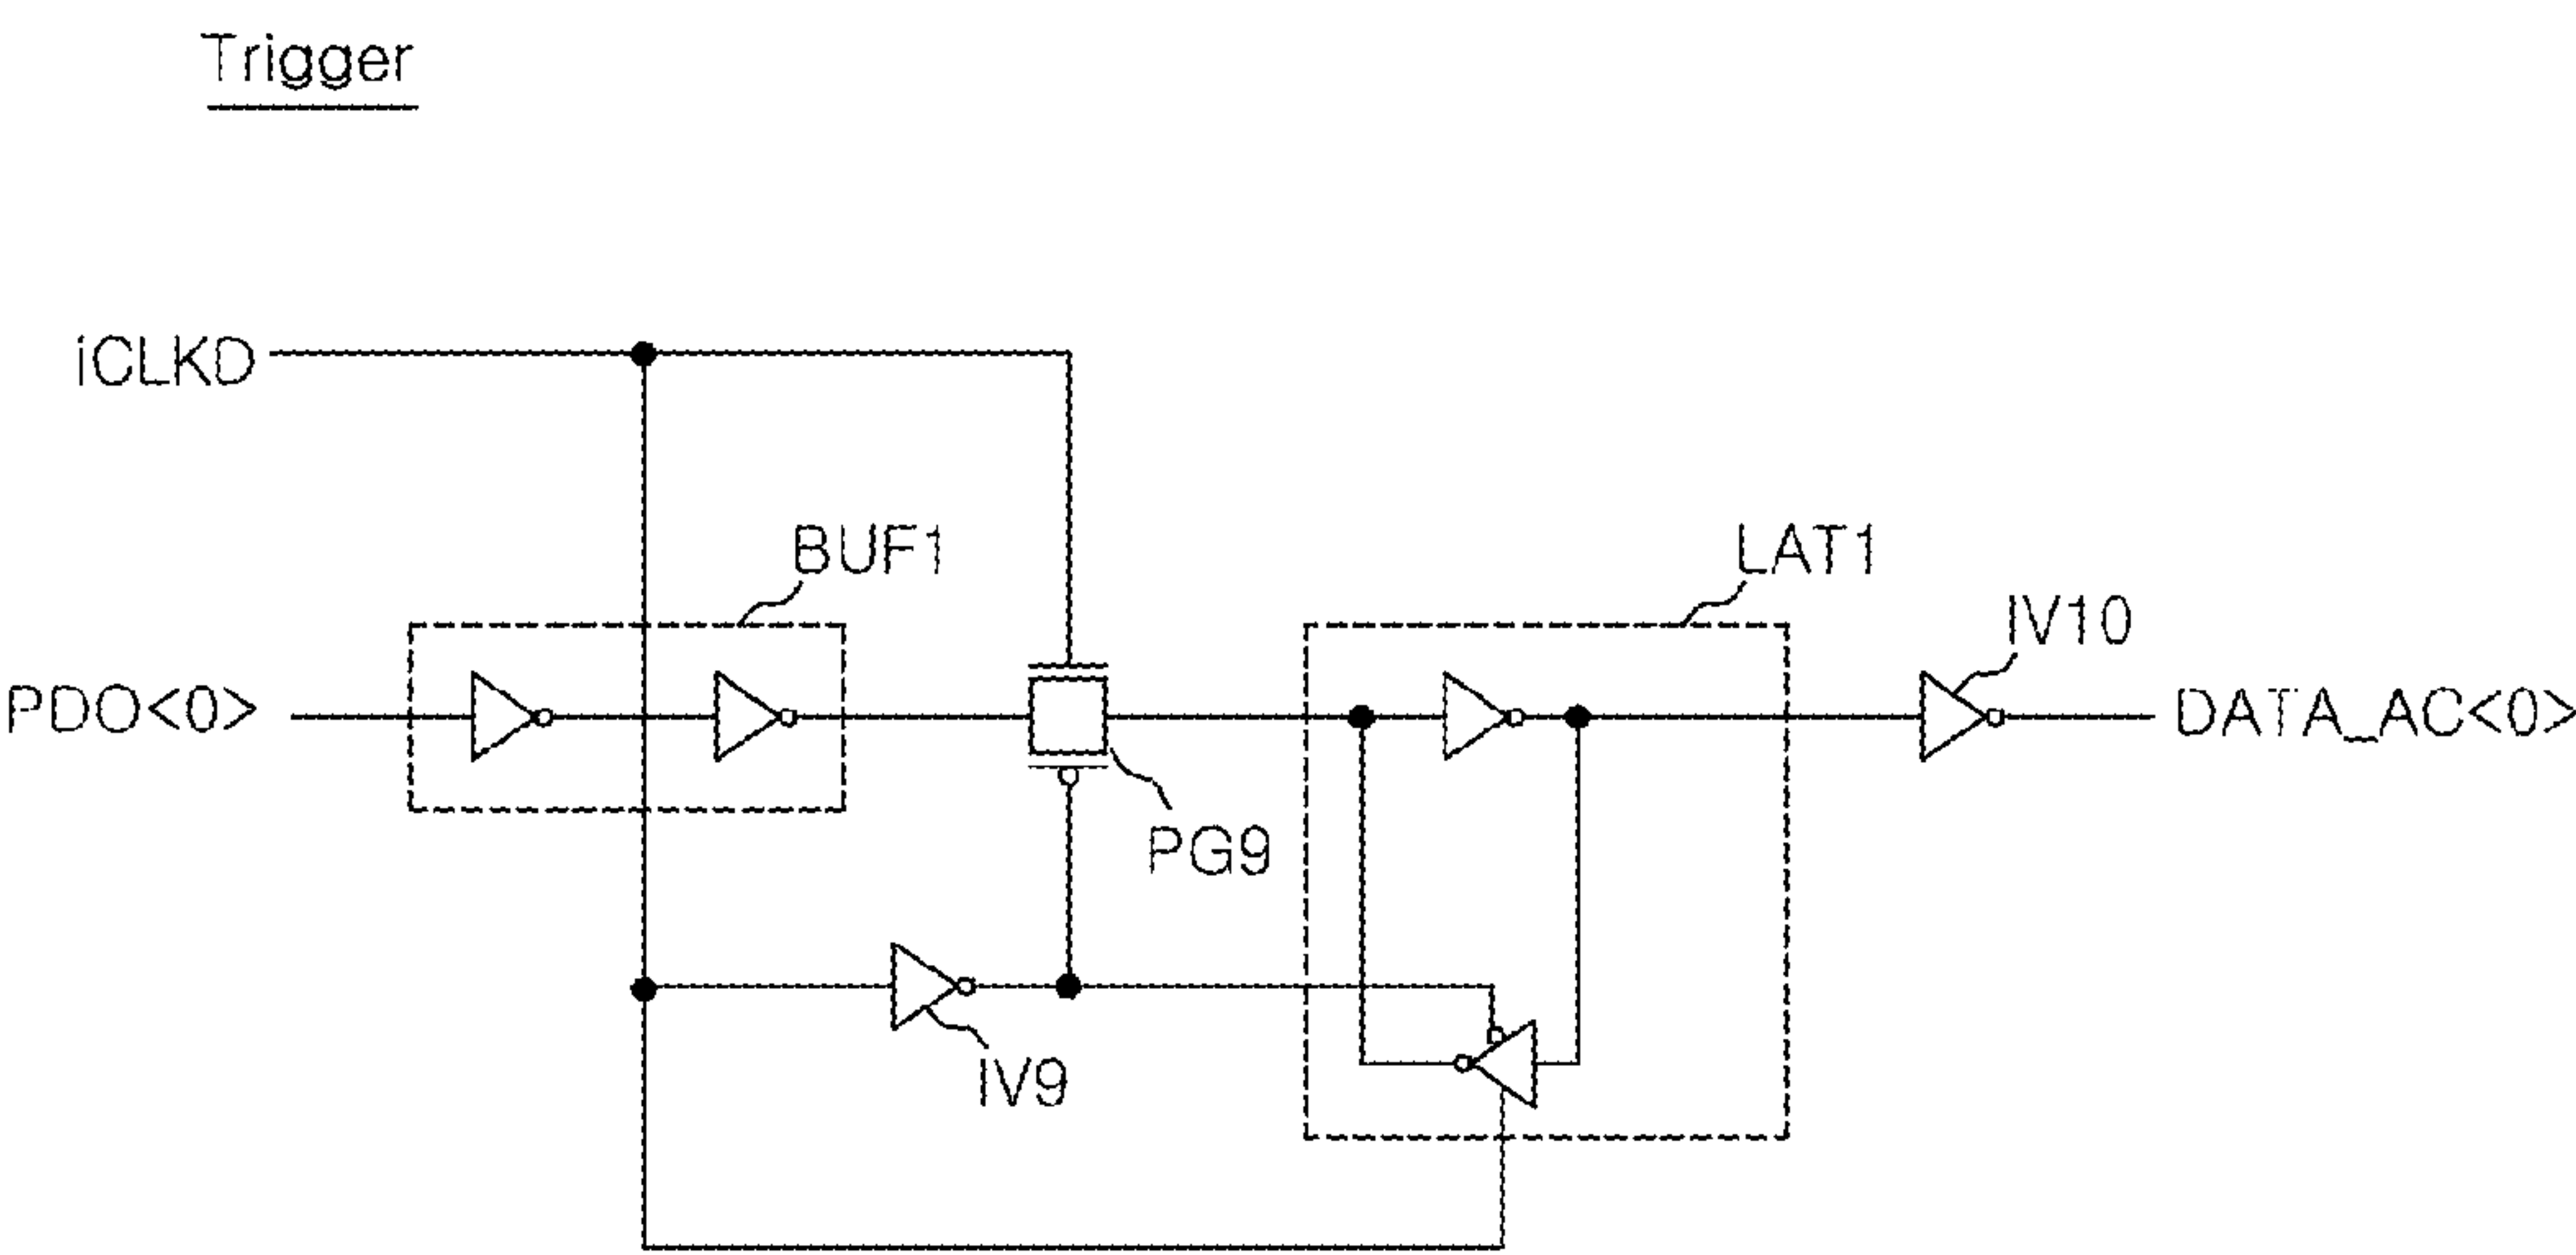 Trigger
iCLKD
BUF1
LAT1
IV10
PDO<0>
DATA_AC<0>
PG9
IV9